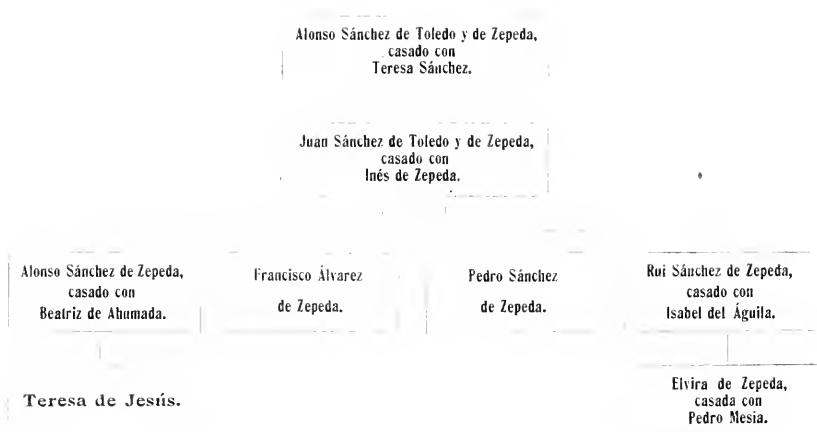 Alonso Sánchez de Toledo y de Zepeda,
casado con
Teresa Sánchez.
Juan Sánchez de Toledo y de Zepeda,
casado con
Inés de Zepeda.
Alonso Sánchez de Zepeda,
casado con
Beatriz de Ahumada.
Francisco Álvarez
de Zepeda.
Pedro Sánchez
de Zepeda.
Rui Sánchez de Zepeda,
casado con
Isabel del Águila.
Teresa de Jesús.
Elvira de Zepeda,
casada con
Pedro Mesia.